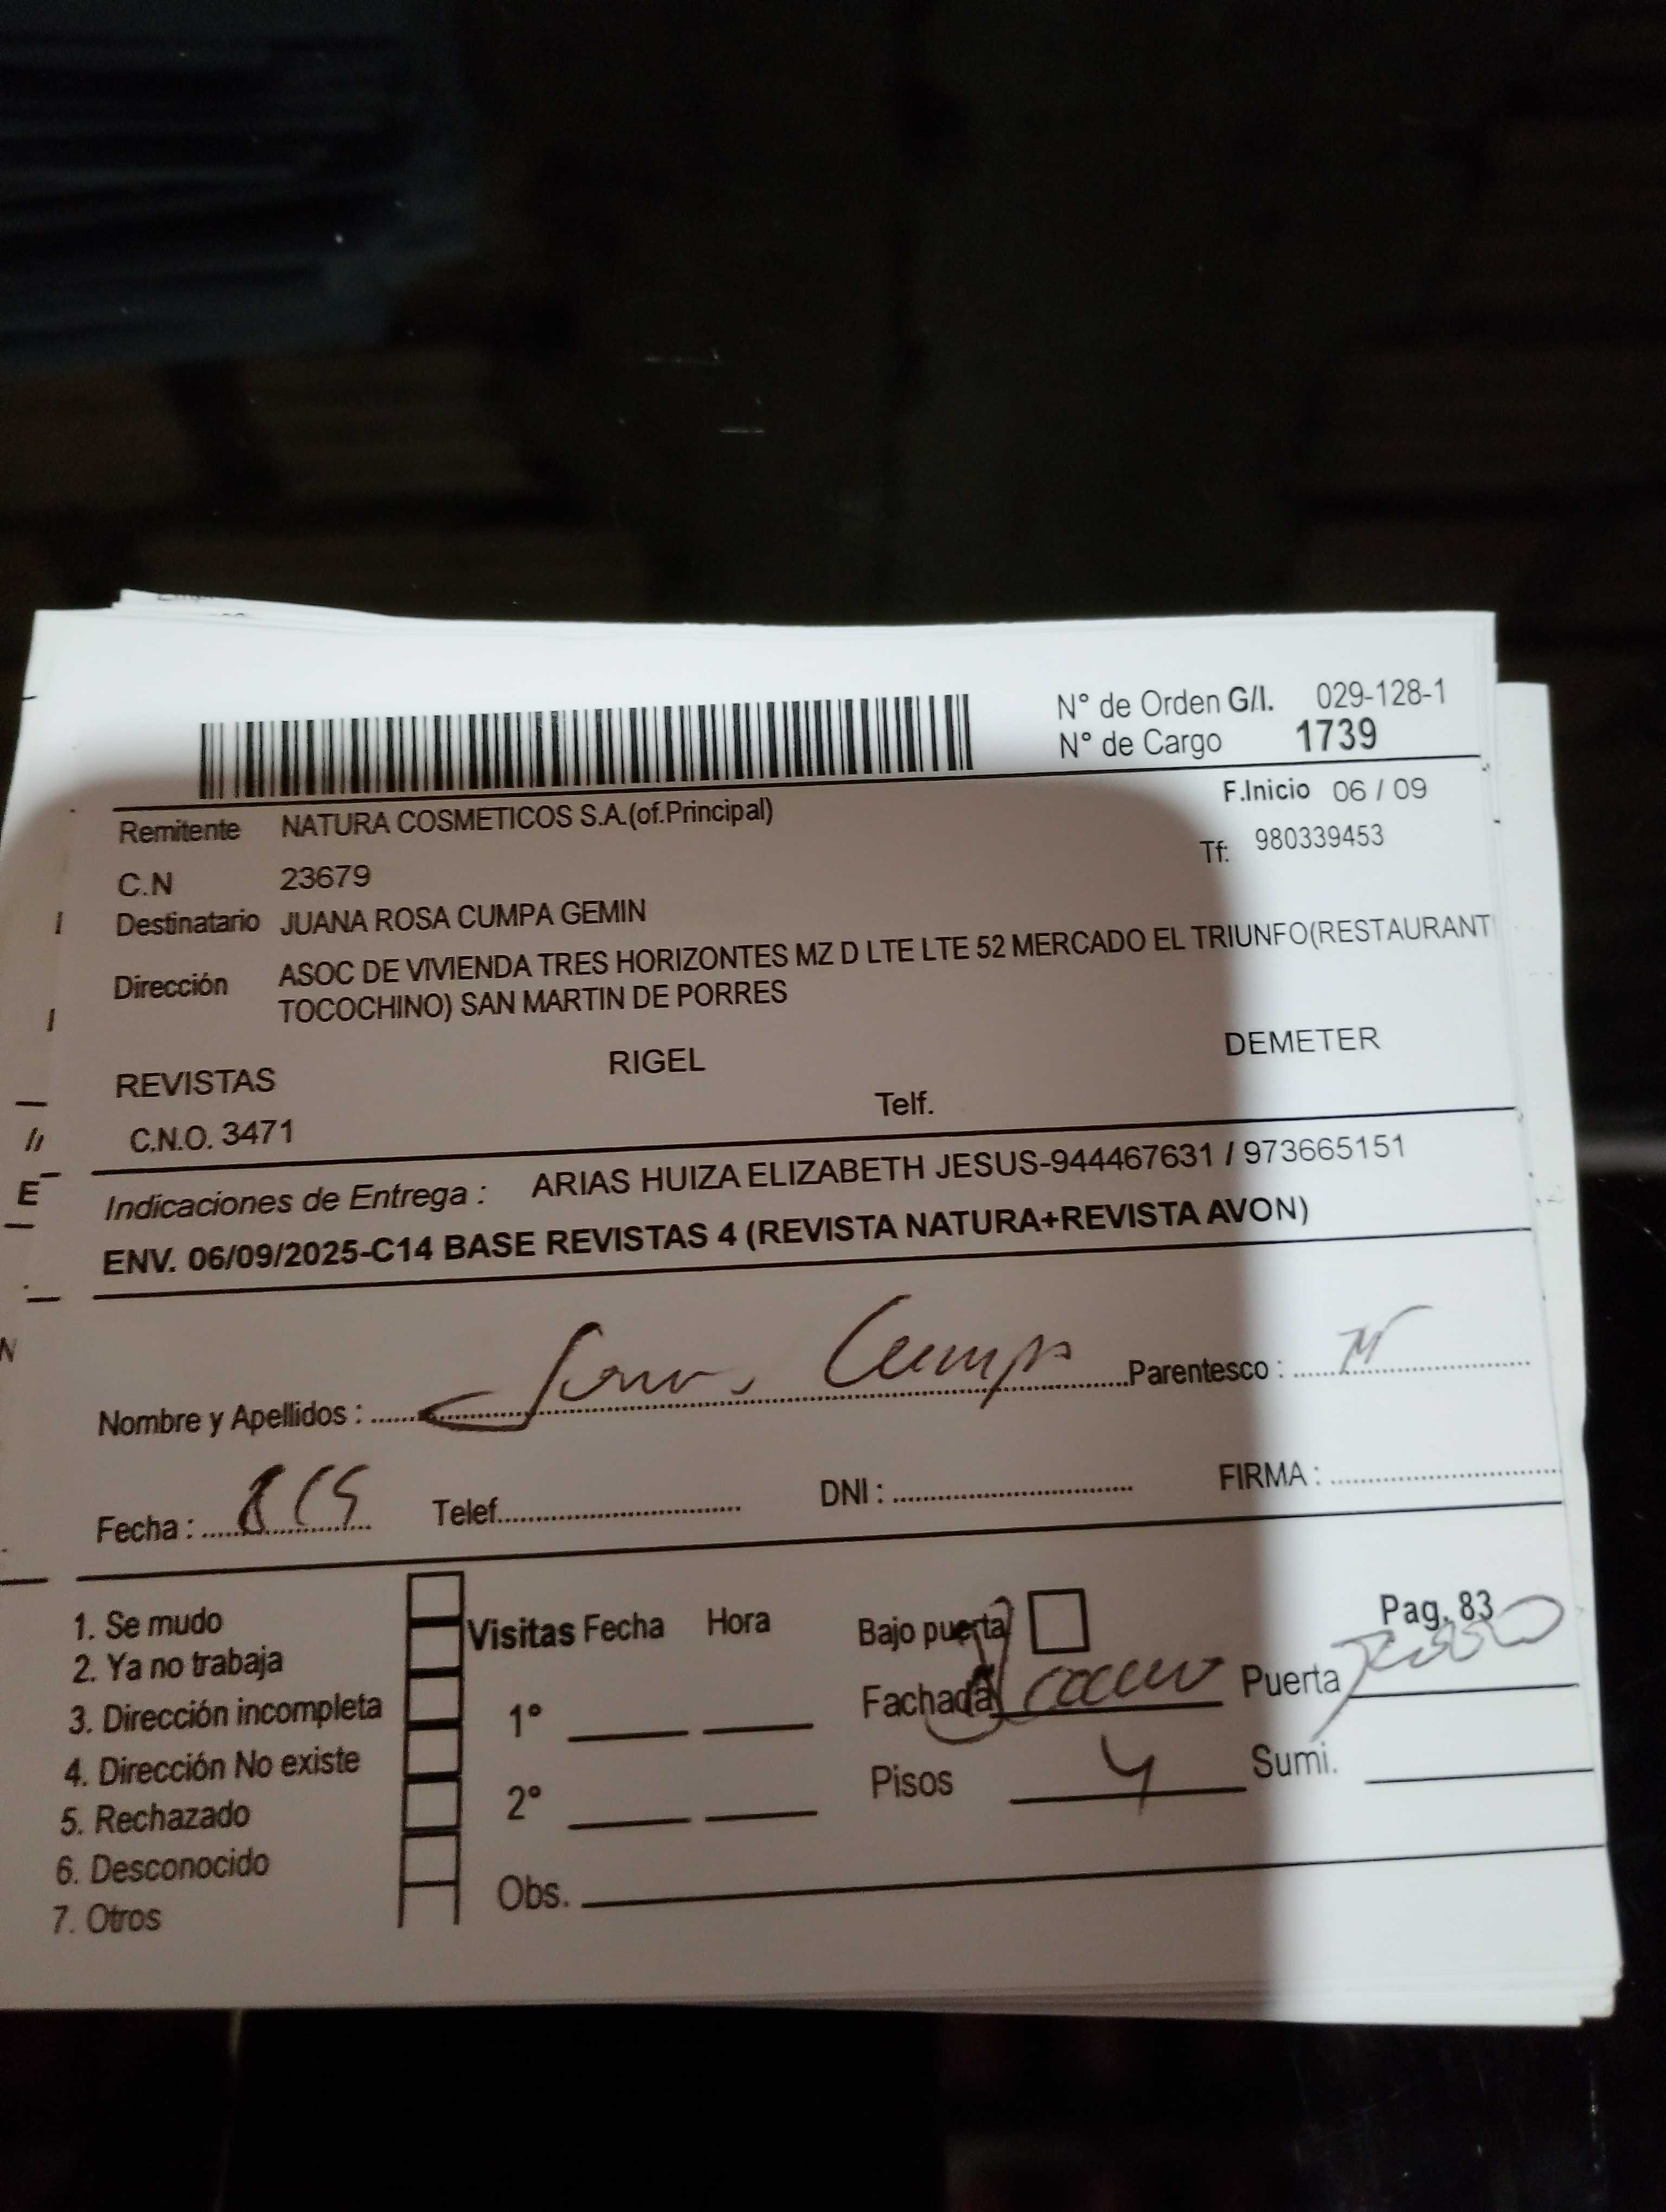 N° de Orden G/I. 029-128-1
N° de Cargo 1739
F.Inicio 06 / 09
Remitente NATURA COSMETICOS S.A.(of.Principal)
Tf: 980339453
C.N 23679
Destinatario JUANA ROSA CUMPA GEMIN
Dirección ASOC DE VIVIENDA TRES HORIZONTES MZ D LTE LTE 52 MERCADO EL TRIUNFO(RESTAURANT
TOCOCHINO) SAN MARTIN DE PORRES
REVISTAS RIGEL DEMETER
C.N.O. 3471 Telf.
Indicaciones de Entrega : ARIAS HUIZA ELIZABETH JESUS-944467631 / 973665151
ENV. 06/09/2025-C14 BASE REVISTAS 4 (REVISTA NATURA+REVISTA AVON)
Nombre y Apellidos : Cumpa Parentesco :
Fecha : Telef. DNI : FIRMA :
1. Se mudo
2. Ya no trabaja
3. Dirección incompleta
4. Dirección No existe
5. Rechazado
6. Desconocido
7. Otros
Visitas Fecha Hora
1°
2°
Obs.
Bajo puerta Pag. 83
Fachada Puerta
Pisos 4 Sumi.